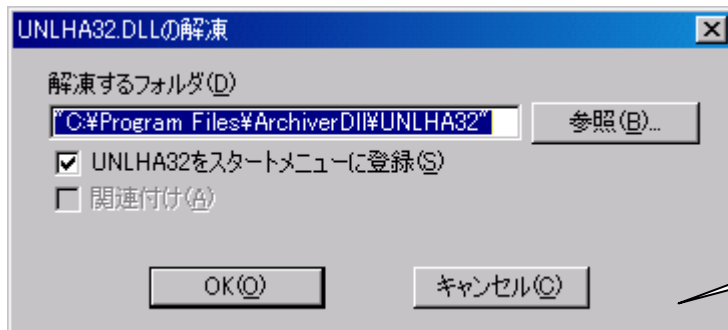 UNLHA32.DLLの解凍
解凍するフォルダ(D)
"C:¥Program Files¥ArchiverDll¥UNLHA32"
参照(B)...
UNLHA32をスタートメニューに登録(S)
関連付け(A)
OK(O)
キャンセル(C)